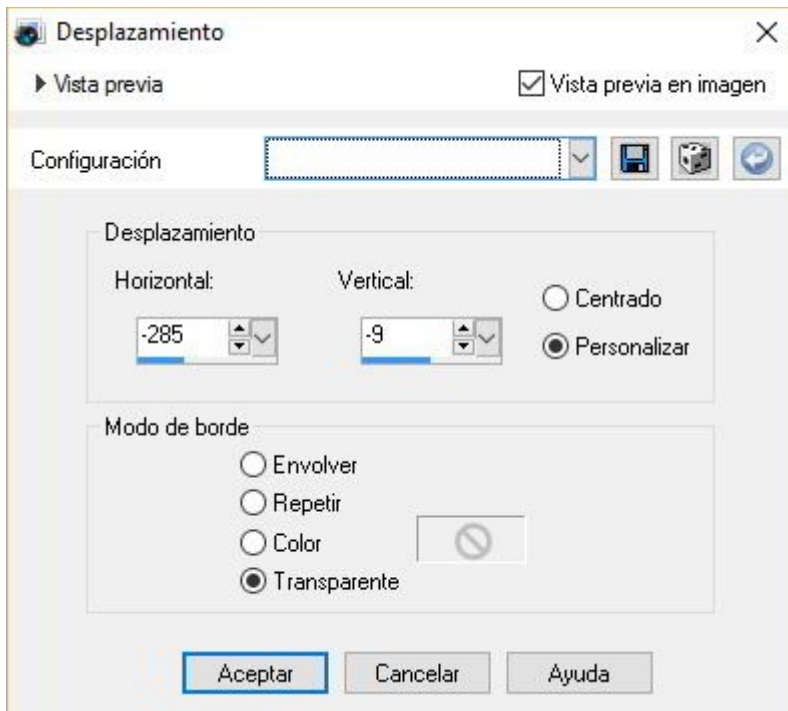 Desplazamiento
Vista previa
Vista previa en imagen
Configuración
Desplazamiento
Horizontal:
Vertical:
-285
-9
Centrado
Personalizar
Modo de borde
Envolver
Repetir
Color
Transparente
Aceptar
Cancelar
Ayuda